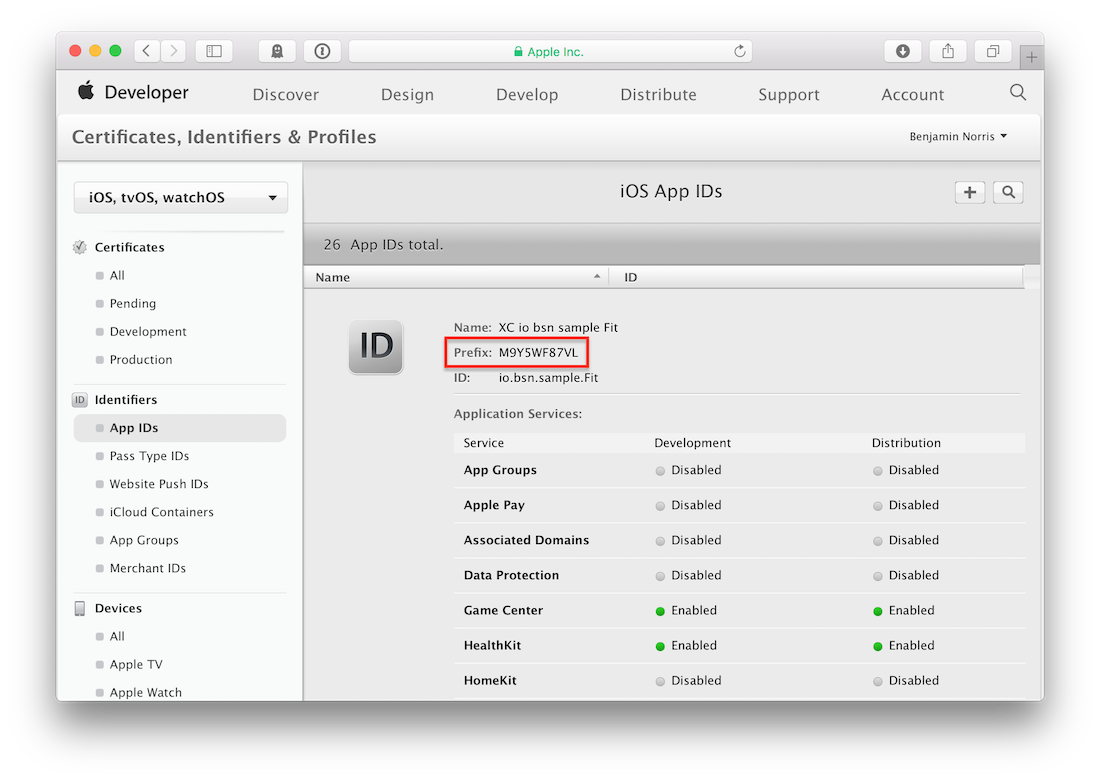 Apple Inc.
Developer Discover Design Develop Distribute Support Account
Certificates, Identifiers & Profiles Benjamin Norris
iOS, tvOS, watchOS
Certificates
All
Pending
Development
Production
ID Identifiers
App IDs
Pass Type IDs
Website Push IDs
iCloud Containers
App Groups
Merchant IDs
Devices
All
Apple TV
Apple Watch
iOS App IDs
26 App IDs total.
Name ID
ID
Name: XC io bsn sample Fit
Prefix: M9Y5WF87VL
ID: io.bsn.sample.Fit
Application Services:
Service Development Distribution
App Groups Disabled Disabled
Apple Pay Disabled Disabled
Associated Domains Disabled Disabled
Data Protection Disabled Disabled
Game Center Enabled Enabled
HealthKit Enabled Enabled
HomeKit Disabled Disabled